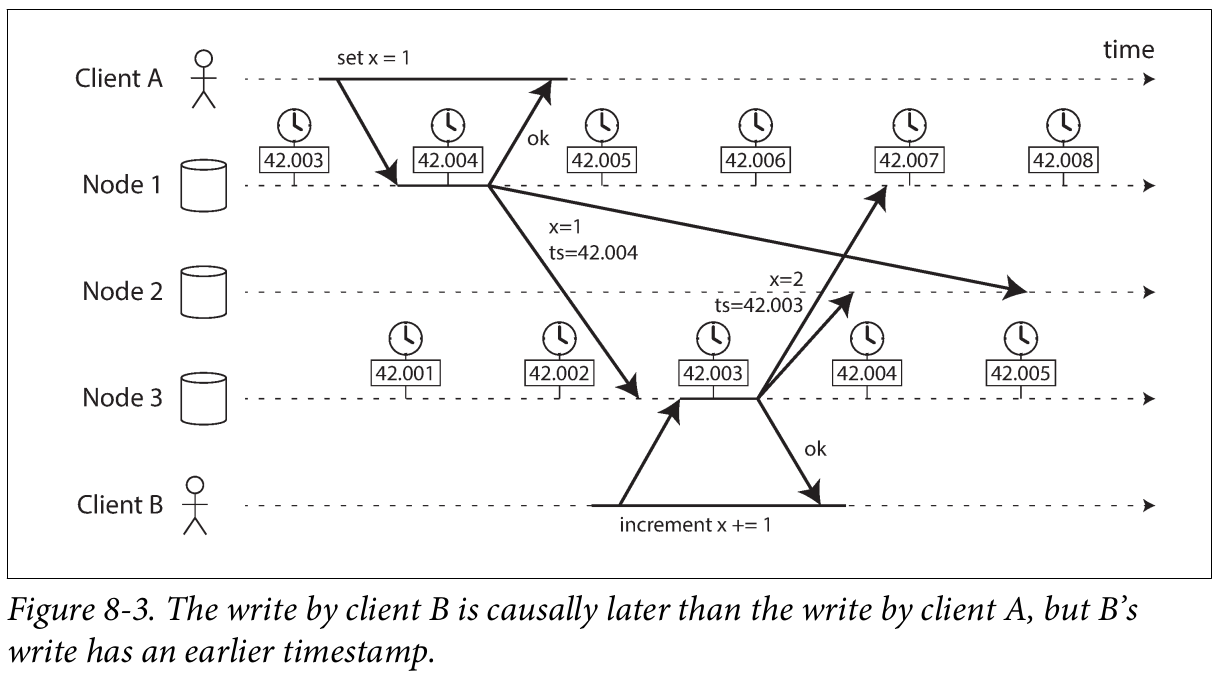 set x = 1
time
Client A
ok
42.003
42.004
42.005
42.006
42.007
42.008
Node 1
x=1
ts=42.004
x=2
ts=42.003
Node 2
42.001
42.002
42.003
42.004
42.005
Node 3
ok
Client B
increment x += 1
Figure 8-3. The write by client B is causally later than the write by client A, but B’s
write has an earlier timestamp.